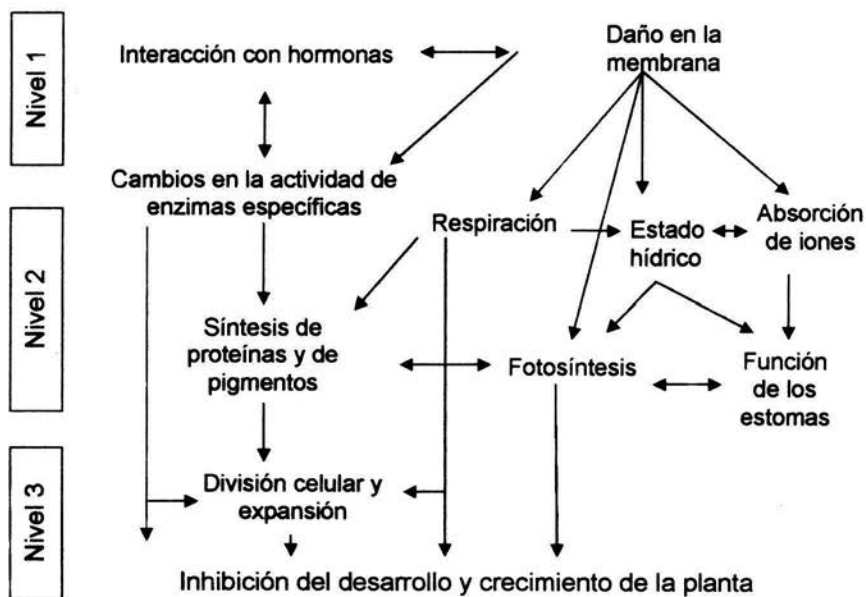 Nivel 1
Interacción con hormonas
Daño en la
membrana
Cambios en la actividad de
enzimas específicas
Nivel 2
Respiración
Estado
hídrico
Absorción
de iones
Síntesis de
proteínas y de
pigmentos
Fotosíntesis
Función
de los
estomas
Nivel 3
División celular y
expansión
Inhibición del desarrollo y crecimiento de la planta